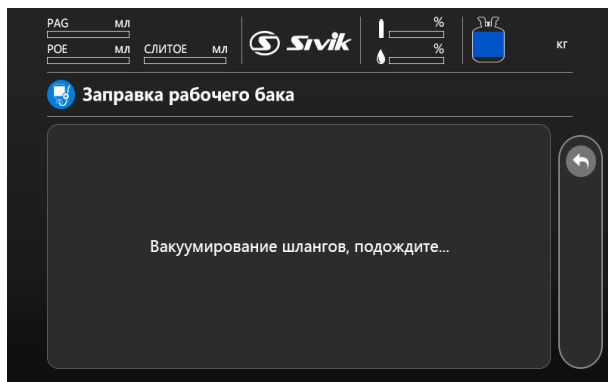 PAG мл
POE мл СЛИТОЕ мл
Sivik
%
%
кг
Заправка рабочего бака
Вакуумирование шлангов, подождите...